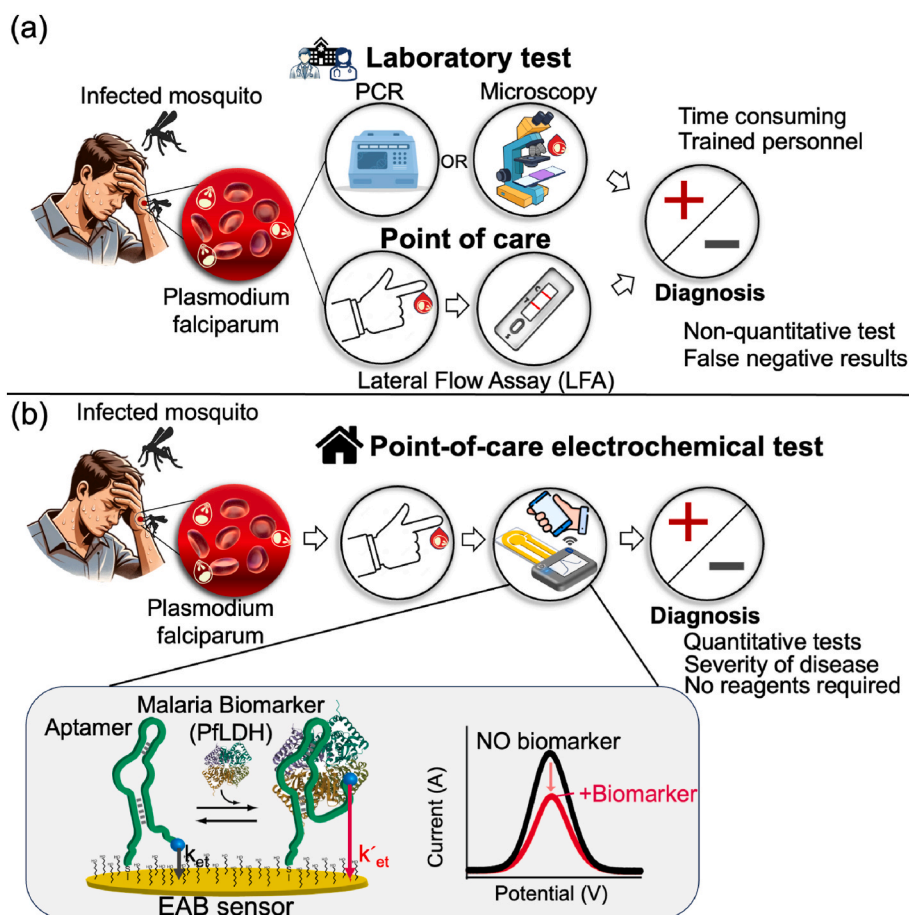 (a)
Laboratory test
Infected mosquito
PCR
Microscopy
OR
Time consuming
Trained personnel
Point of care
Plasmodium
falciparum
Lateral Flow Assay (LFA)
Diagnosis
Non-quantitative test
False negative results
(b)
Infected mosquito
Point-of-care electrochemical test
Plasmodium
falciparum
Diagnosis
Quantitative tests
Severity of disease
No reagents required
Aptamer
Malaria Biomarker
(PfLDH)
ket
k´et
S
S
EAB sensor
NO biomarker
+Biomarker
Current (A)
Potential (V)